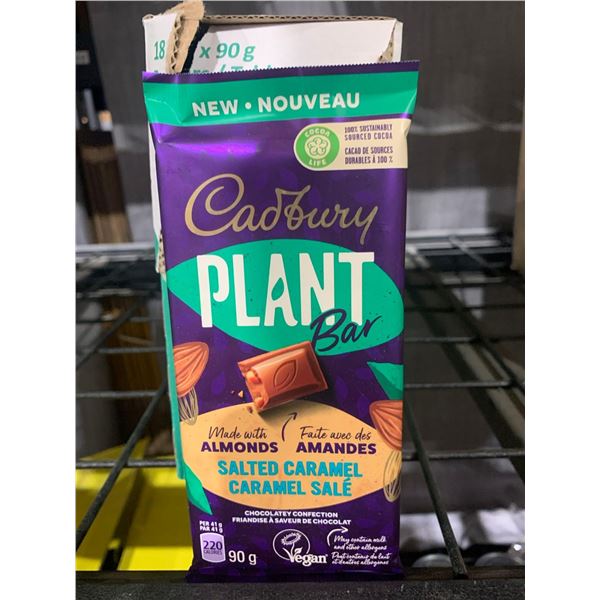 18 x 90 g
NEW • NOUVEAU
COCOA
LIFE
100% SUSTAINABLY
SOURCED COCOA
CACAO DE SOURCES
DURABLES À 100 %
Cadbury
PLANT
Bar
Made with
ALMONDS
Faite avec des
AMANDES
SALTED CARAMEL
CARAMEL SALÉ
CHOCOLATEY CONFECTION
FRIANDISE À SAVEUR DE CHOCOLAT
PER 41 g
PAR 41 g
220
CALORIES
90 g
Vegan
May contain milk
and other allergens
Peut contenir du lait
et d'autres allergènes